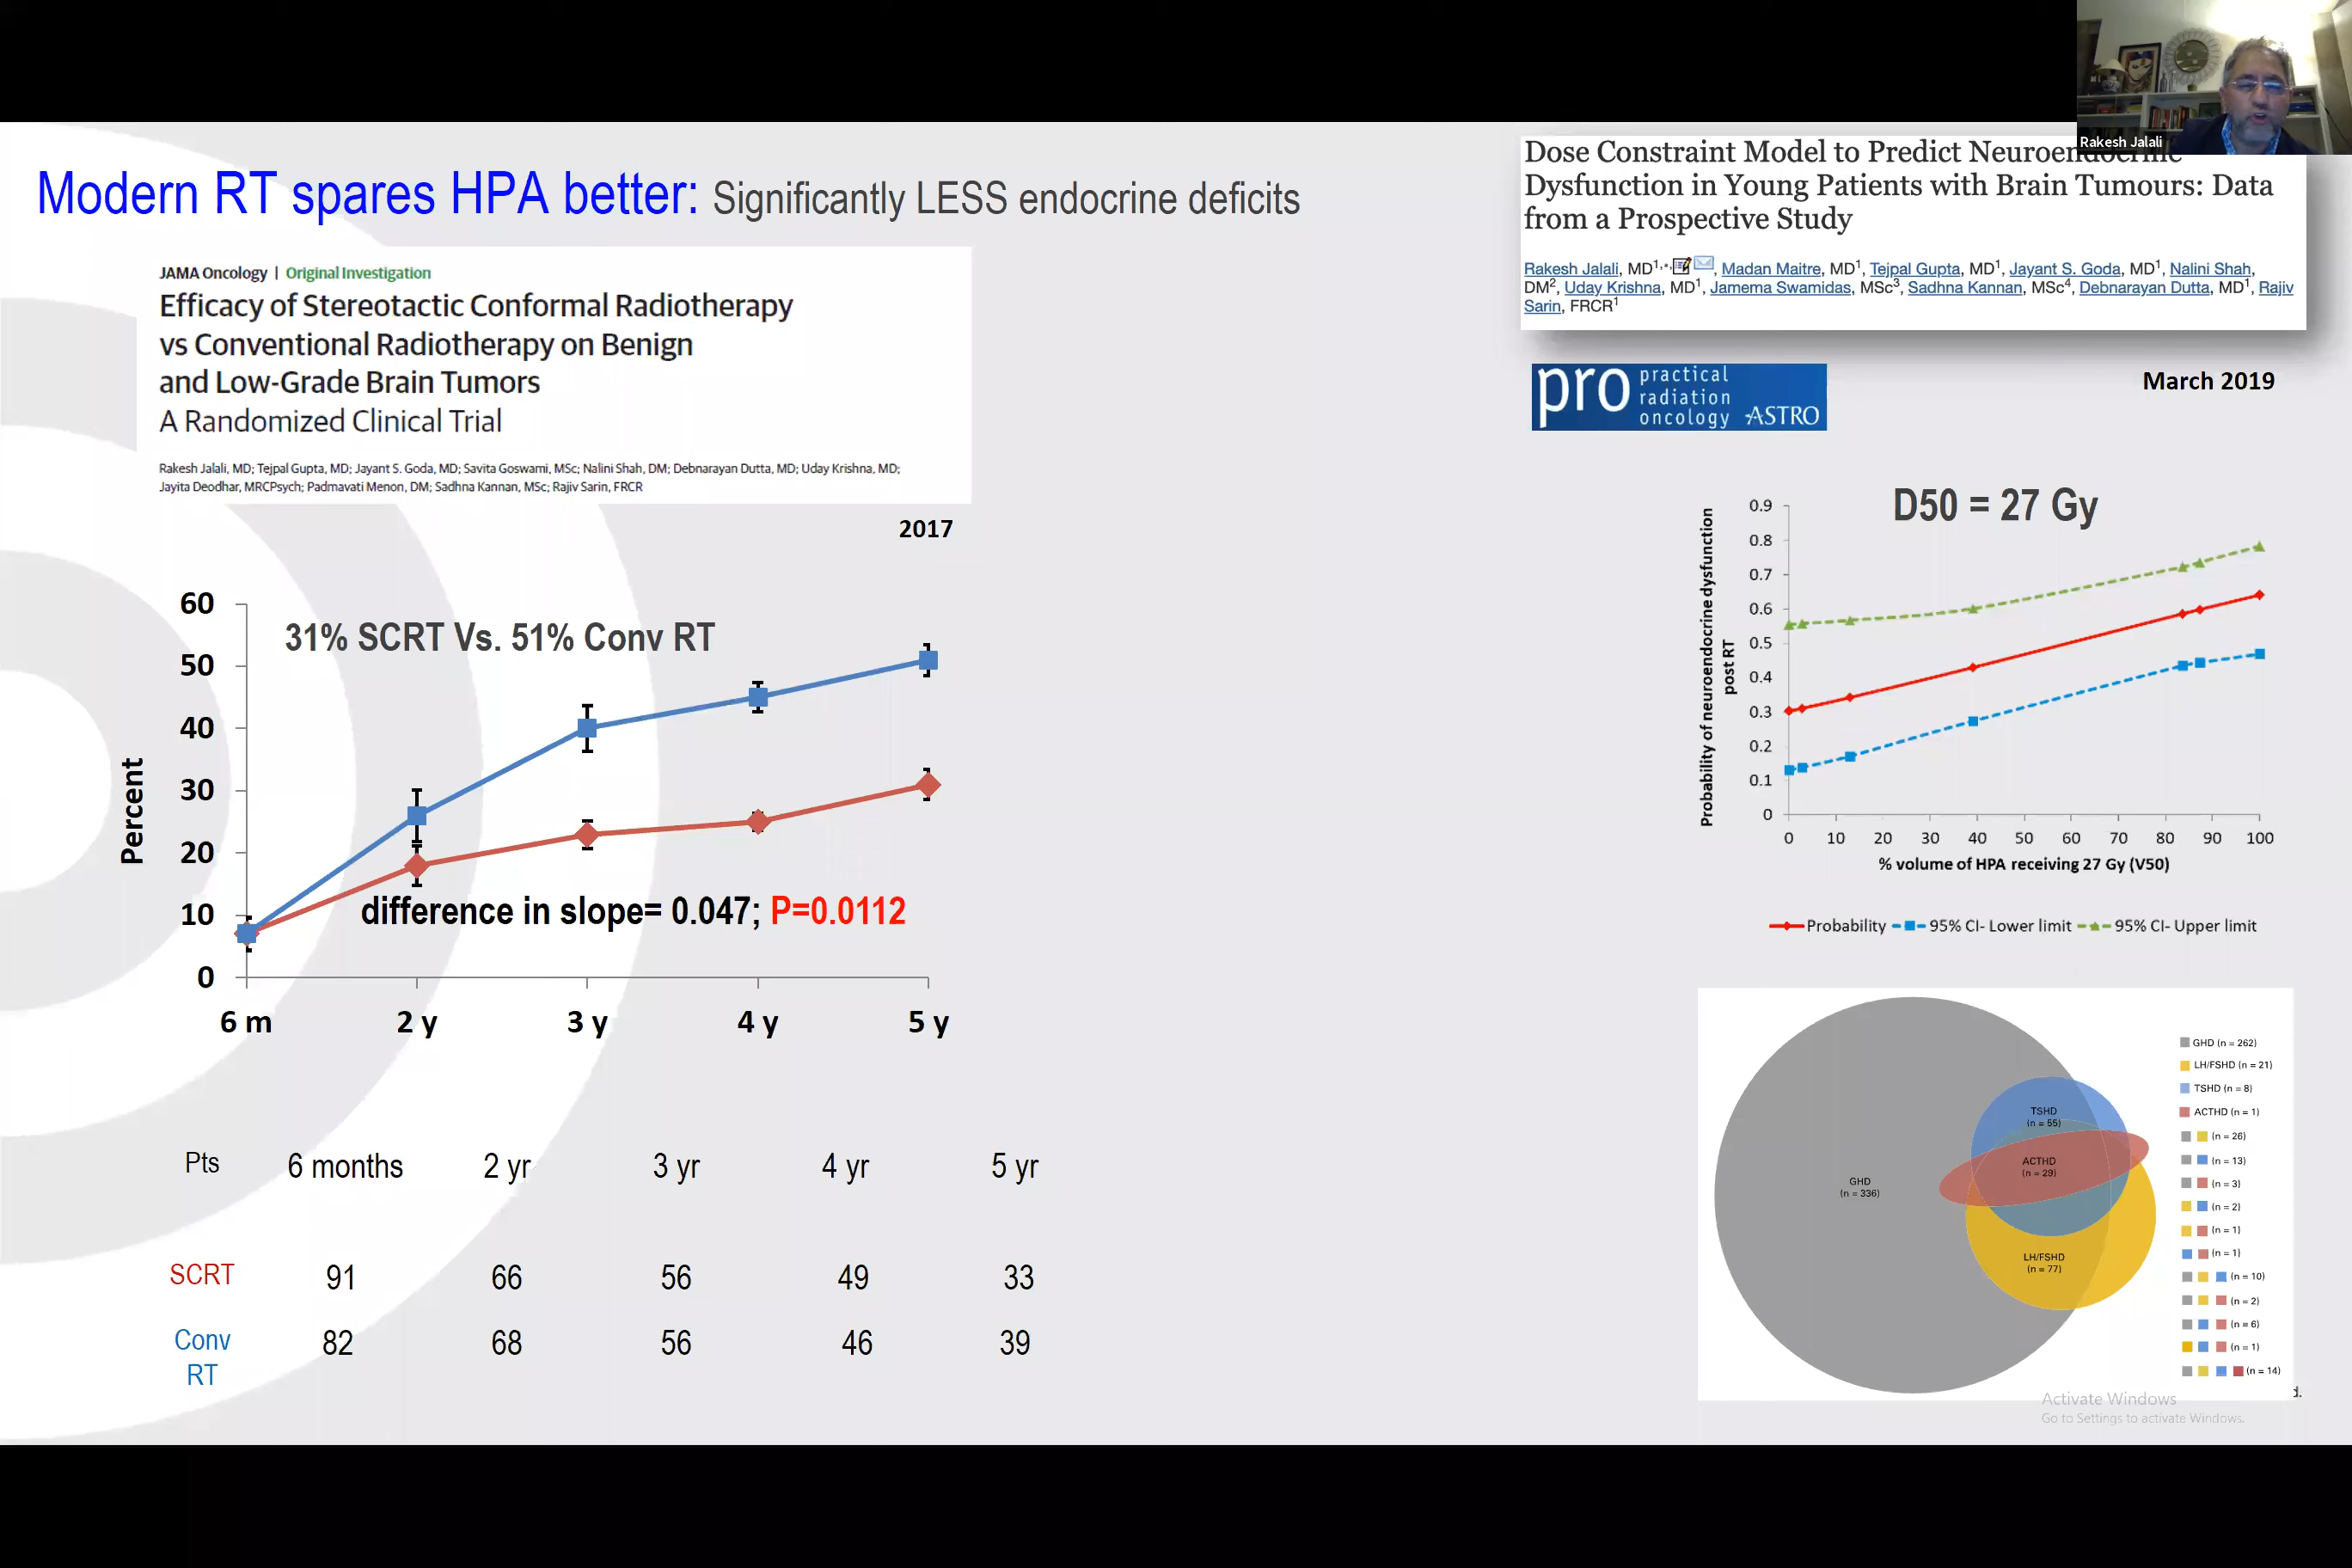 Rakesh Jalali
Modern RT spares HPA better: Significantly LESS endocrine deficits
JAMA Oncology | Original Investigation
Efficacy of Stereotactic Conformal Radiotherapy
vs Conventional Radiotherapy on Benign
and Low-Grade Brain Tumors
A Randomized Clinical Trial
Rakesh Jalali, MD; Tejpal Gupta, MD; Jayant S. Goda, MD; Savita Goswami, MSc; Nalini Shah, DM; Debnarayan Dutta, MD; Uday Krishna, MD;
Jayita Deodhar, MRCPsych; Padmavati Menon, DM; Sadhna Kannan, MSc; Rajiv Sarin, FRCR
2017
31% SCRT Vs. 51% Conv RT
Percent
60
50
40
30
20
10
0
difference in slope= 0.047; P=0.0112
6 m 2 y 3 y 4 y 5 y
Pts 6 months 2 yr 3 yr 4 yr 5 yr
SCRT 91 66 56 49 33
Conv 82 68 56 46 39
RT
Dose Constraint Model to Predict Neuroendocrine
Dysfunction in Young Patients with Brain Tumours: Data
from a Prospective Study
Rakesh Jalali, MD1,*, Madan Maitre, MD1, Tejpal Gupta, MD1, Jayant S. Goda, MD1, Nalini Shah,
DM2, Uday Krishna, MD1, Jamema Swamidas, MSc3, Sadhna Kannan, MSc4, Debnarayan Dutta, MD1, Rajiv
Sarin, FRCR1
pro practical
radiation
oncology ASTRO
March 2019
D50 = 27 Gy
Probability of neuroendocrine dysfunction
post RT
0.9
0.8
0.7
0.6
0.5
0.4
0.3
0.2
0.1
0
0 10 20 30 40 50 60 70 80 90 100
% volume of HPA receiving 27 Gy (V50)
Probability 95% CI- Lower limit 95% CI- Upper limit
GHD
(n = 336)
TSHD
(n = 55)
ACTHD
(n = 29)
LH/FSHD
(n = 77)
GHD (n = 262)
LH/FSHD (n = 21)
TSHD (n = 8)
ACTHD (n = 1)
(n = 26)
(n = 13)
(n = 3)
(n = 2)
(n = 1)
(n = 1)
(n = 10)
(n = 2)
(n = 6)
(n = 1)
(n = 14)
d.
Activate Windows
Go to Settings to activate Windows.